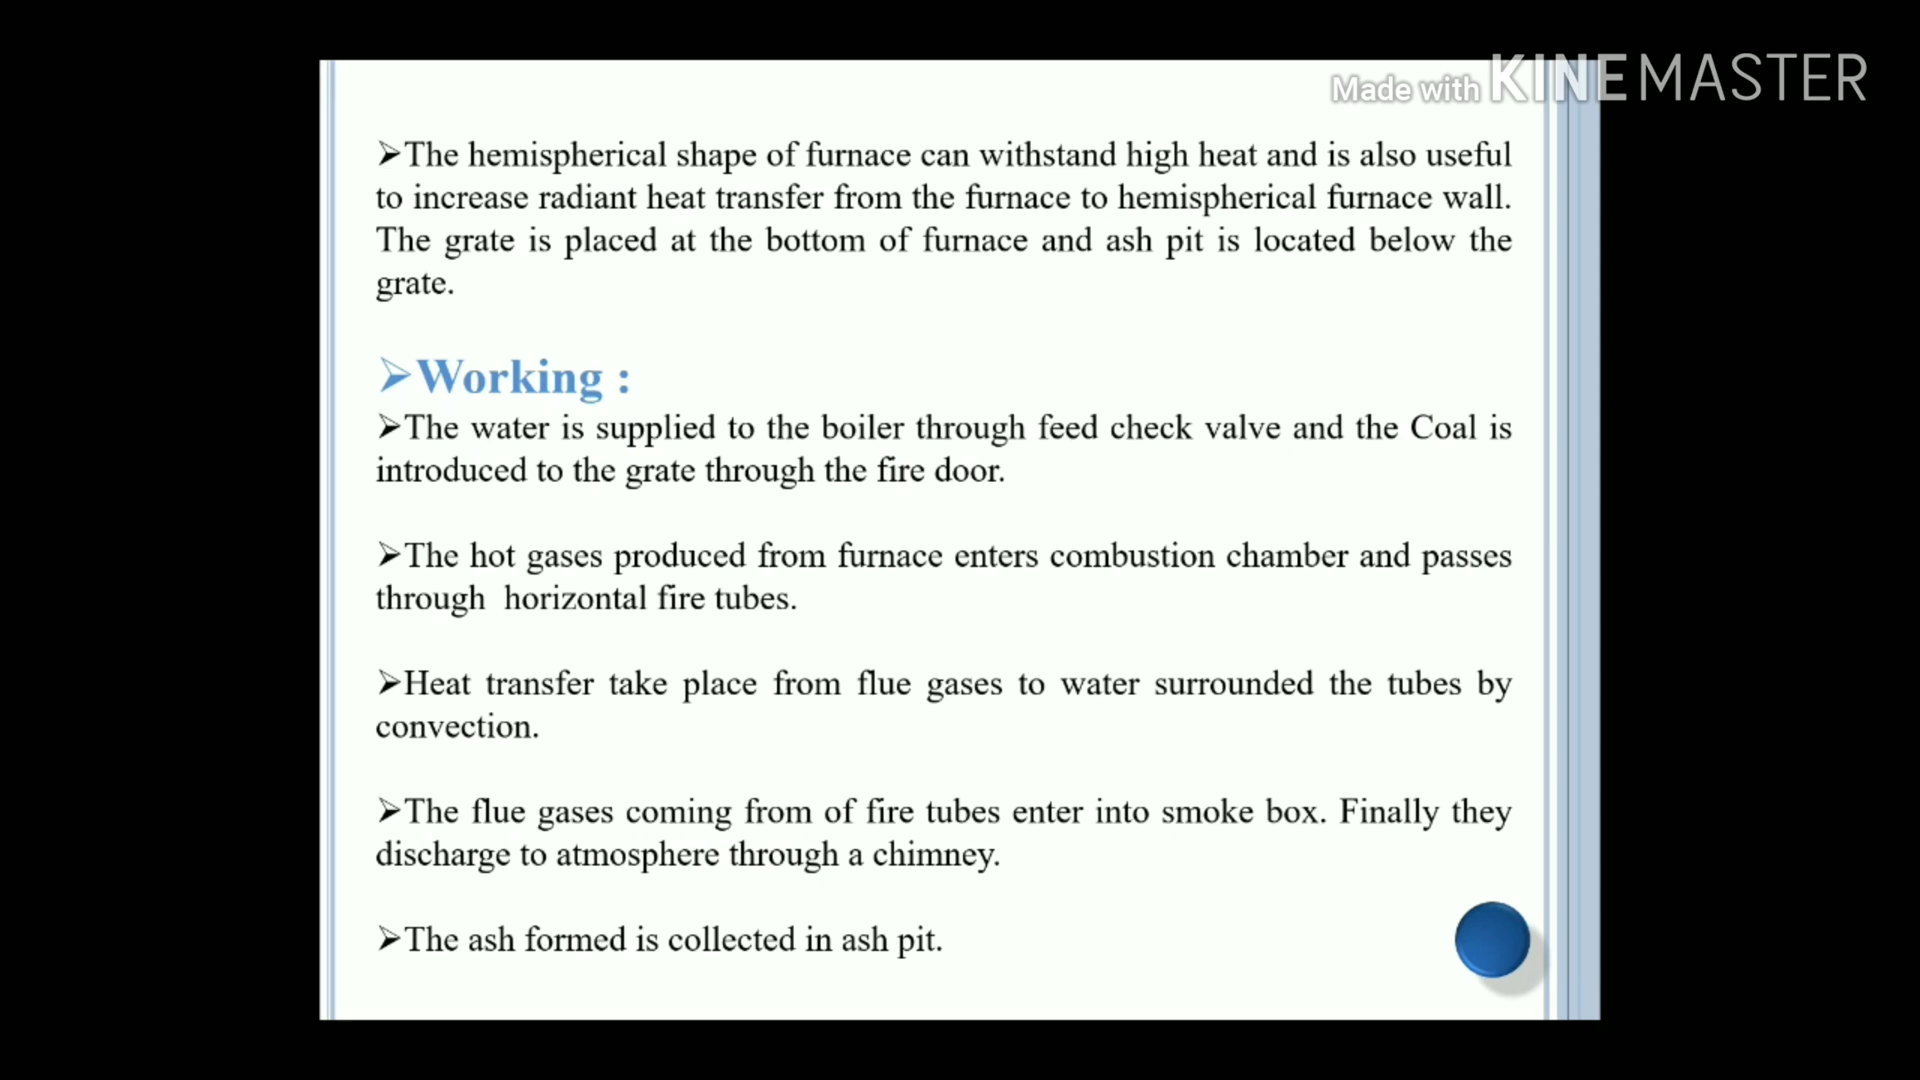 Made with KINEMASTER
➢The hemispherical shape of furnace can withstand high heat and is also useful
to increase radiant heat transfer from the furnace to hemispherical furnace wall.
The grate is placed at the bottom of furnace and ash pit is located below the
grate.
➢Working :
➢The water is supplied to the boiler through feed check valve and the Coal is
introduced to the grate through the fire door.
➢The hot gases produced from furnace enters combustion chamber and passes
through horizontal fire tubes.
➢Heat transfer take place from flue gases to water surrounded the tubes by
convection.
➢The flue gases coming from of fire tubes enter into smoke box. Finally they
discharge to atmosphere through a chimney.
➢The ash formed is collected in ash pit.